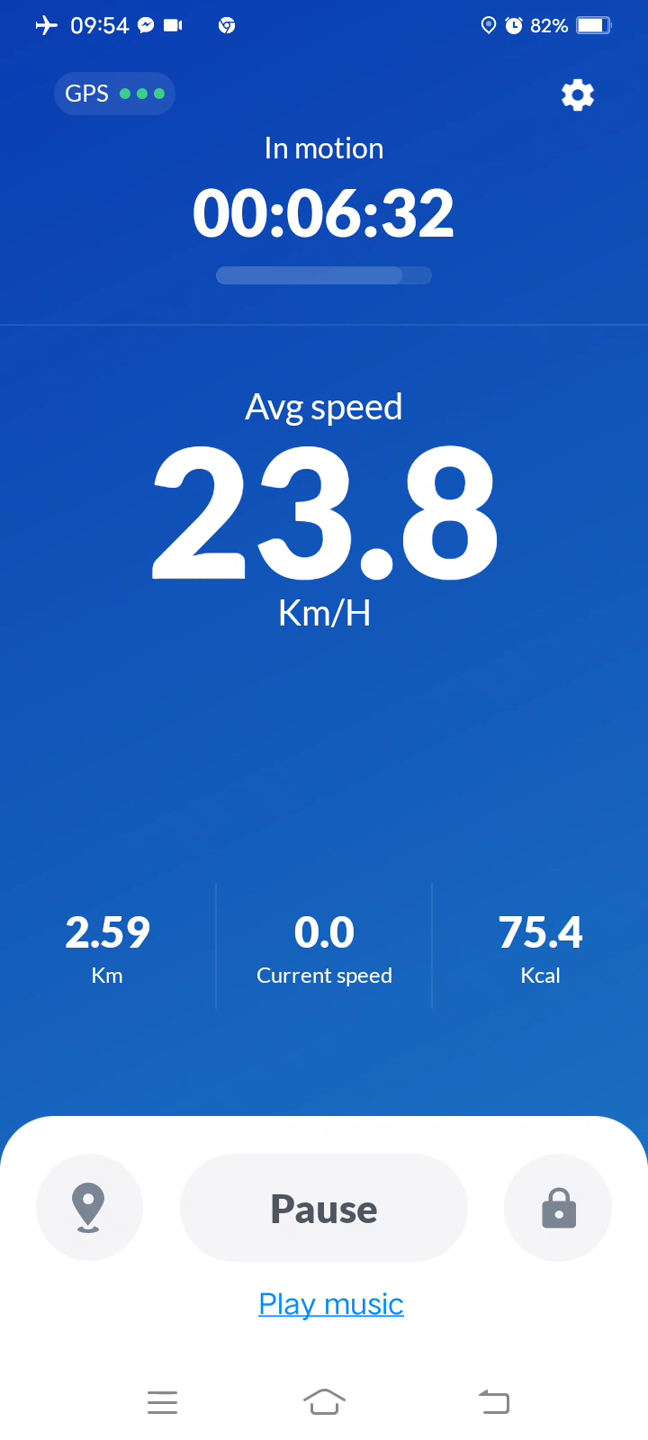 09:54
82%
GPS
In motion
00:06:32
Avg speed
23.8
Km/H
2.59
Km
0.0
Current speed
75.4
Kcal
Pause
Play music